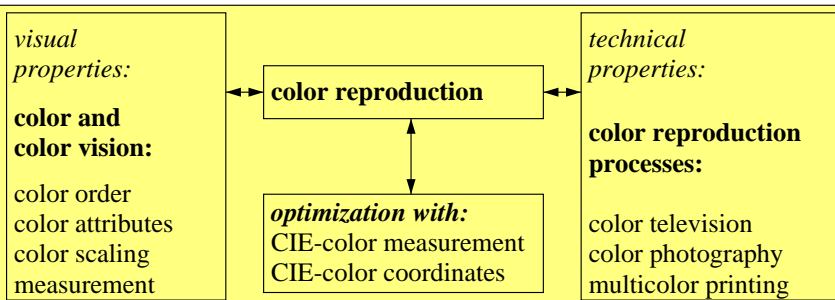 visual
properties:
color and
color vision:
color order
color attributes
color scaling
measurement
color reproduction
optimization with:
CIE-color measurement
CIE-color coordinates
technical
properties:
color reproduction
processes:
color television
color photography
multicolor printing